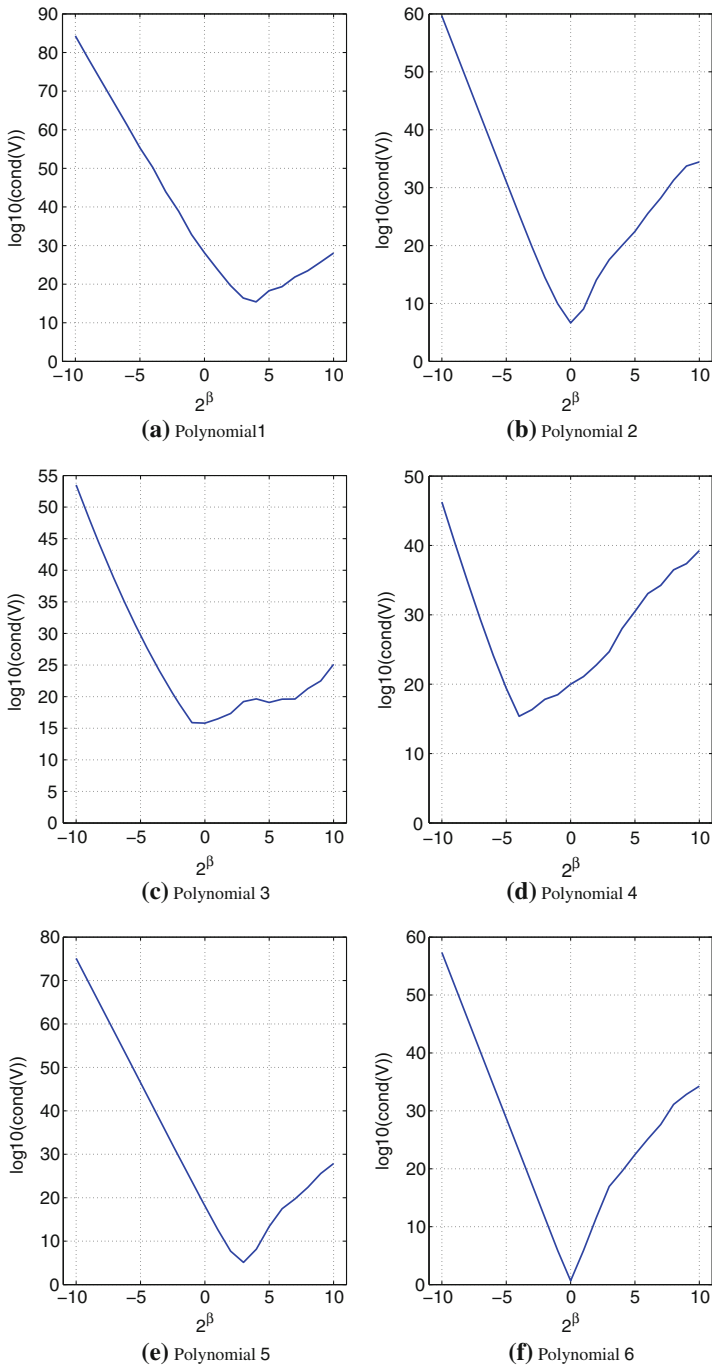 90
80
70
60
50
40
30
20
10
0
log10(cond(V))
−10 −5 0 5 10
2^β
(a) Polynomial1
60
50
40
30
20
10
0
log10(cond(V))
−10 −5 0 5 10
2^β
(b) Polynomial 2
55
50
45
40
35
30
25
20
15
10
5
0
log10(cond(V))
−10 −5 0 5 10
2^β
(c) Polynomial 3
50
40
30
20
10
0
log10(cond(V))
−10 −5 0 5 10
2^β
(d) Polynomial 4
80
70
60
50
40
30
20
10
0
log10(cond(V))
−10 −5 0 5 10
2^β
(e) Polynomial 5
60
50
40
30
20
10
0
log10(cond(V))
−10 −5 0 5 10
2^β
(f) Polynomial 6